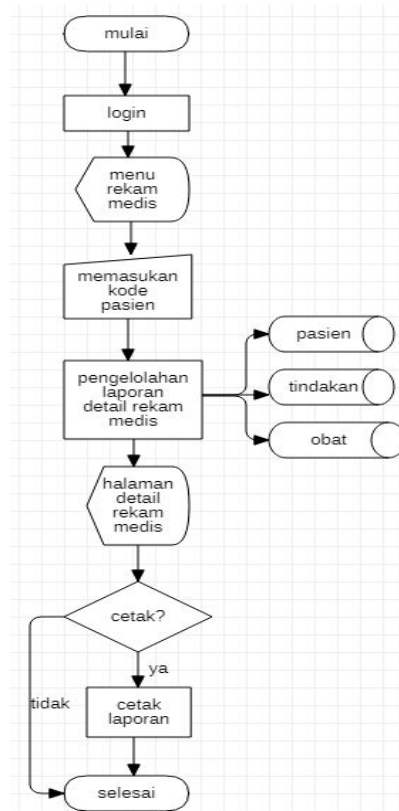 mulai
login
menu
rekam
medis
memasukan
kode
pasien
pengelolahan
laporan
detail rekam
medis
pasien
tindakan
obat
halaman
detail
rekam
medis
cetak?
ya
tidak
cetak
laporan
selesai